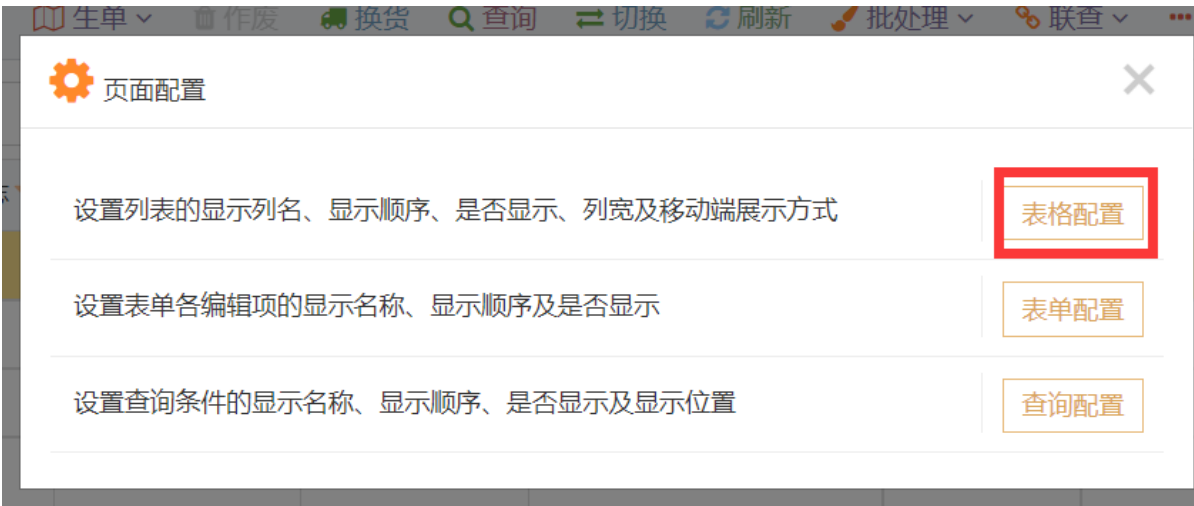 生单 作废 换货 查询 切换 刷新 批处理 联查
页面配置
设置列表的显示列名、显示顺序、是否显示、列宽及移动端展示方式 表格配置
设置表单各编辑项的显示名称、显示顺序及是否显示 表单配置
设置查询条件的显示名称、显示顺序、是否显示及显示位置 查询配置